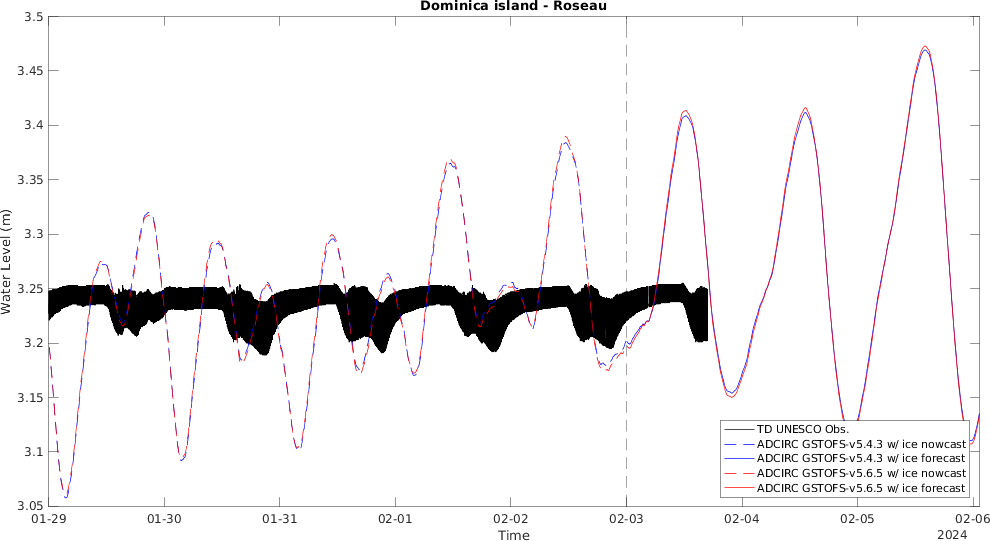 Dominica island - Roseau
3.5
3.45
3.4
3.35
3.3
3.25
3.2
3.15
3.1
3.05
Water Level (m)
TD UNESCO Obs.
ADCIRC GSTOFS-v5.4.3 w/ ice nowcast
ADCIRC GSTOFS-v5.4.3 w/ ice forecast
ADCIRC GSTOFS-v5.6.5 w/ ice nowcast
ADCIRC GSTOFS-v5.6.5 w/ ice forecast
01-29 01-30 01-31 02-01 02-02 02-03 02-04 02-05 02-06
Time
2024